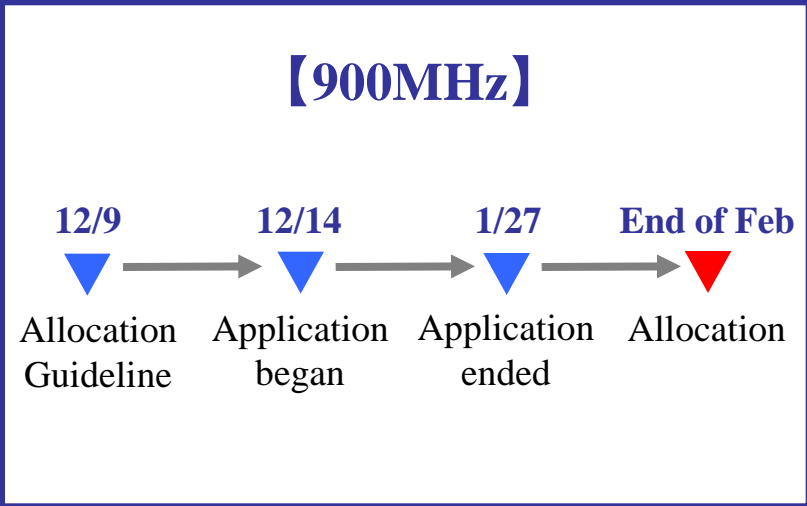 【900MHz】
12/9
12/14
1/27
End of Feb
Allocation
Guideline
Application
began
Application
ended
Allocation